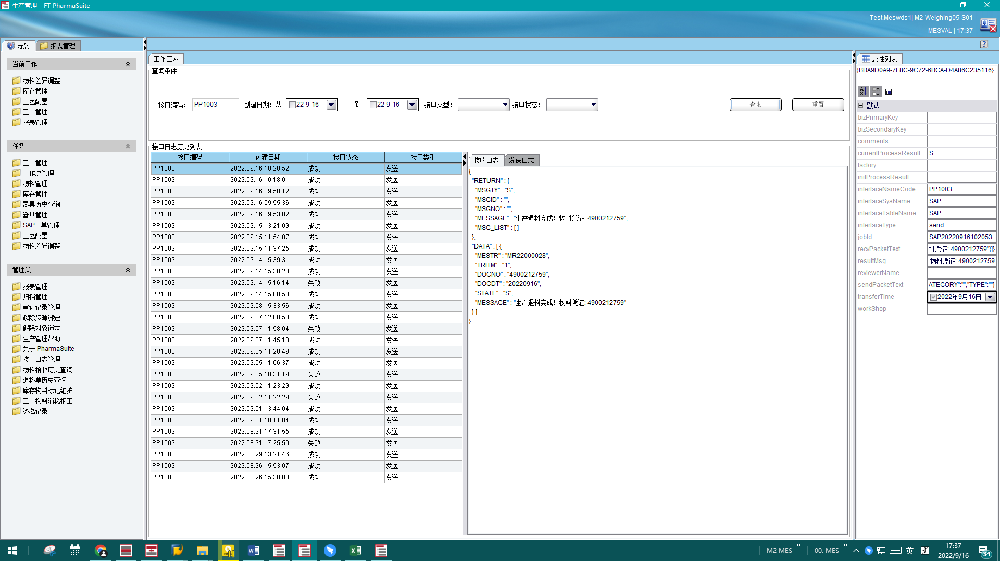 生产管理 - FT PharmaSuite
---Test.Meswds1| M2-Weighing05-S01
MESVAL | 17:37
导航
报表管理
当前工作
物料差异调整
库存管理
工艺配置
工单管理
报表管理
任务
工单管理
工作流管理
物料管理
库存管理
器具历史查询
器具管理
SAP工单管理
工艺配置
物料差异调整
管理员
报表管理
归档管理
审计记录管理
解除资源绑定
解除对象锁定
生产管理帮助
关于 PharmaSuite
接口日志管理
物料接收历史查询
退料单历史查询
库存物料标记维护
工单物料消耗报工
签名记录
工作区域
查询条件
接口编码: PP1003 创建日期: 从 22-9-16 到 22-9-16 接口类型: 接口状态: 查询 重置
接口日志历史列表
接口编码 创建日期 接口状态 接口类型
PP1003 2022.09.16 10:20:52 成功 发送
PP1003 2022.09.16 10:18:01 成功 发送
PP1003 2022.09.16 09:58:12 成功 发送
PP1003 2022.09.16 09:55:36 成功 发送
PP1003 2022.09.16 09:53:02 成功 发送
PP1003 2022.09.15 13:21:09 成功 发送
PP1003 2022.09.15 11:54:07 成功 发送
PP1003 2022.09.15 11:37:25 成功 发送
PP1003 2022.09.14 15:39:31 成功 发送
PP1003 2022.09.14 15:30:20 成功 发送
PP1003 2022.09.14 15:16:14 失败 发送
PP1003 2022.09.14 15:08:53 成功 发送
PP1003 2022.09.08 15:33:56 成功 发送
PP1003 2022.09.07 12:00:53 成功 发送
PP1003 2022.09.07 11:58:04 失败 发送
PP1003 2022.09.07 11:45:13 成功 发送
PP1003 2022.09.05 11:20:49 成功 发送
PP1003 2022.09.05 11:06:37 成功 发送
PP1003 2022.09.05 10:31:19 失败 发送
PP1003 2022.09.02 11:23:29 成功 发送
PP1003 2022.09.02 11:22:29 失败 发送
PP1003 2022.09.01 13:44:04 成功 发送
PP1003 2022.09.01 10:11:04 成功 发送
PP1003 2022.08.31 17:31:55 成功 发送
PP1003 2022.08.31 17:25:50 失败 发送
PP1003 2022.08.29 13:21:46 成功 发送
PP1003 2022.08.26 15:53:07 成功 发送
PP1003 2022.08.26 15:38:03 成功 发送
接收日志 发送日志
{
"RETURN" : {
"MSGTY" : "S",
"MSGID" : "",
"MSGNO" : "",
"MESSAGE" : "生产退料完成！物料凭证: 4900212759",
"MSG_LIST" : [ ]
},
"DATA" : [ {
"MESTR" : "MR22000028",
"TRITM" : "1",
"DOCNO" : "4900212759",
"DOCDT" : "20220916",
"STATE" : "S",
"MESSAGE" : "生产退料完成！物料凭证: 4900212759"
} ]
}
属性列表
{BBA9D0A9-7F8C-9C72-6BCA-D4A86C235116}
默认
bizPrimaryKey
bizSecondaryKey
comments
currentProcessResult S
factory
initProcessResult
interfaceNameCode PP1003
interfaceSysName SAP
interfaceTableName SAP
interfaceType send
jobId SAP20220916102053
recvPacketText 料凭证: 4900212759"}]}
resultMsg 物料凭证: 4900212759
reviewerName
sendPacketText ATEGORY":"","TYPE":""}
transferTime 2022年9月16日
workShop
M2 MES
00. MES
英
拼
17:37
2022/9/16
34